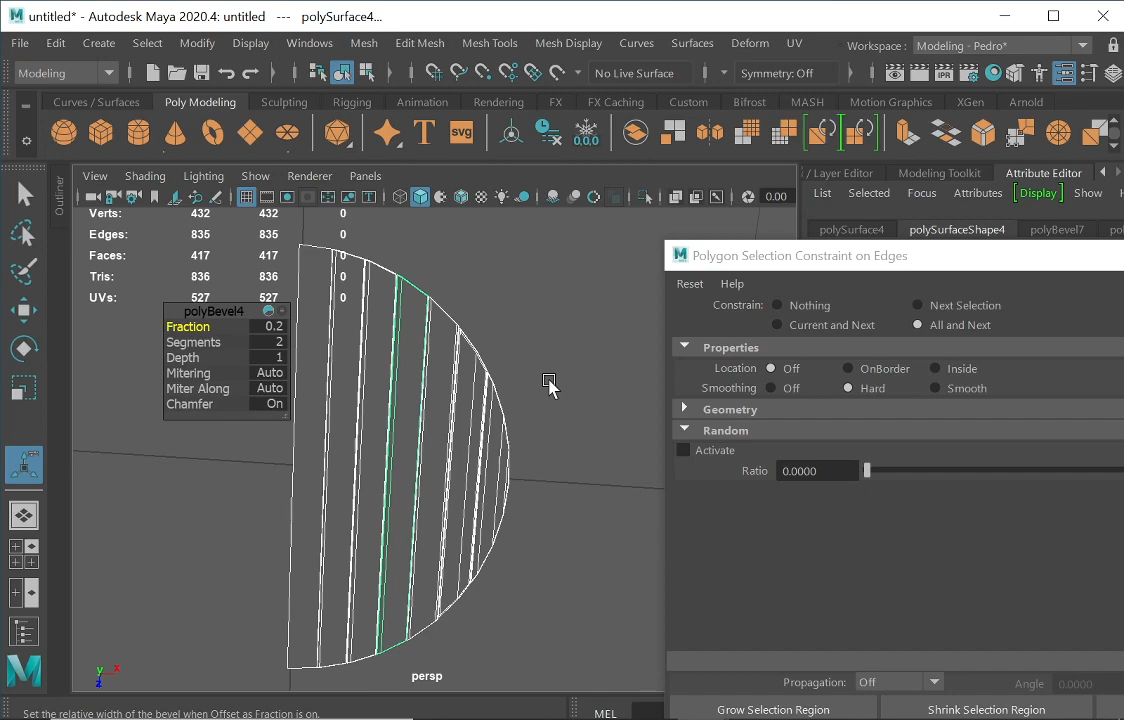 untitled* - Autodesk Maya 2020.4: untitled --- polySurface4...
File Edit Create Select Modify Display Windows Mesh Edit Mesh Mesh Tools Mesh Display Curves Surfaces Deform UV Workspace : Modeling - Pedro*
Modeling No Live Surface Symmetry: Off IPR
Curves / Surfaces Poly Modeling Sculpting Rigging Animation Rendering FX FX Caching Custom Bifrost MASH Motion Graphics XGen Arnold
T SVG 0,0,0
View Shading Lighting Show Renderer Panels
/ Layer Editor Modeling Toolkit Attribute Editor
0.00
List Selected Focus Attributes Display Show H
polySurface4 polySurfaceShape4 polyBevel7 pol
Outliner
Verts: 432 432 0
Edges: 835 835 0
Faces: 417 417 0
Tris: 836 836 0
UVs: 527 527 0
polyBevel4
Fraction 0.2
Segments 2
Depth 1
Mitering Auto
Miter Along Auto
Chamfer On
Polygon Selection Constraint on Edges
Reset Help
Constrain: Nothing Next Selection
Current and Next All and Next
Properties
Location Off OnBorder Inside
Smoothing Off Hard Smooth
Geometry
Random
Activate
Ratio 0.0000
y x
z
persp
Propagation: Off Angle 0.0000
Grow Selection Region Shrink Selection Region
Set the relative width of the bevel when Offset as Fraction is on.
MEL